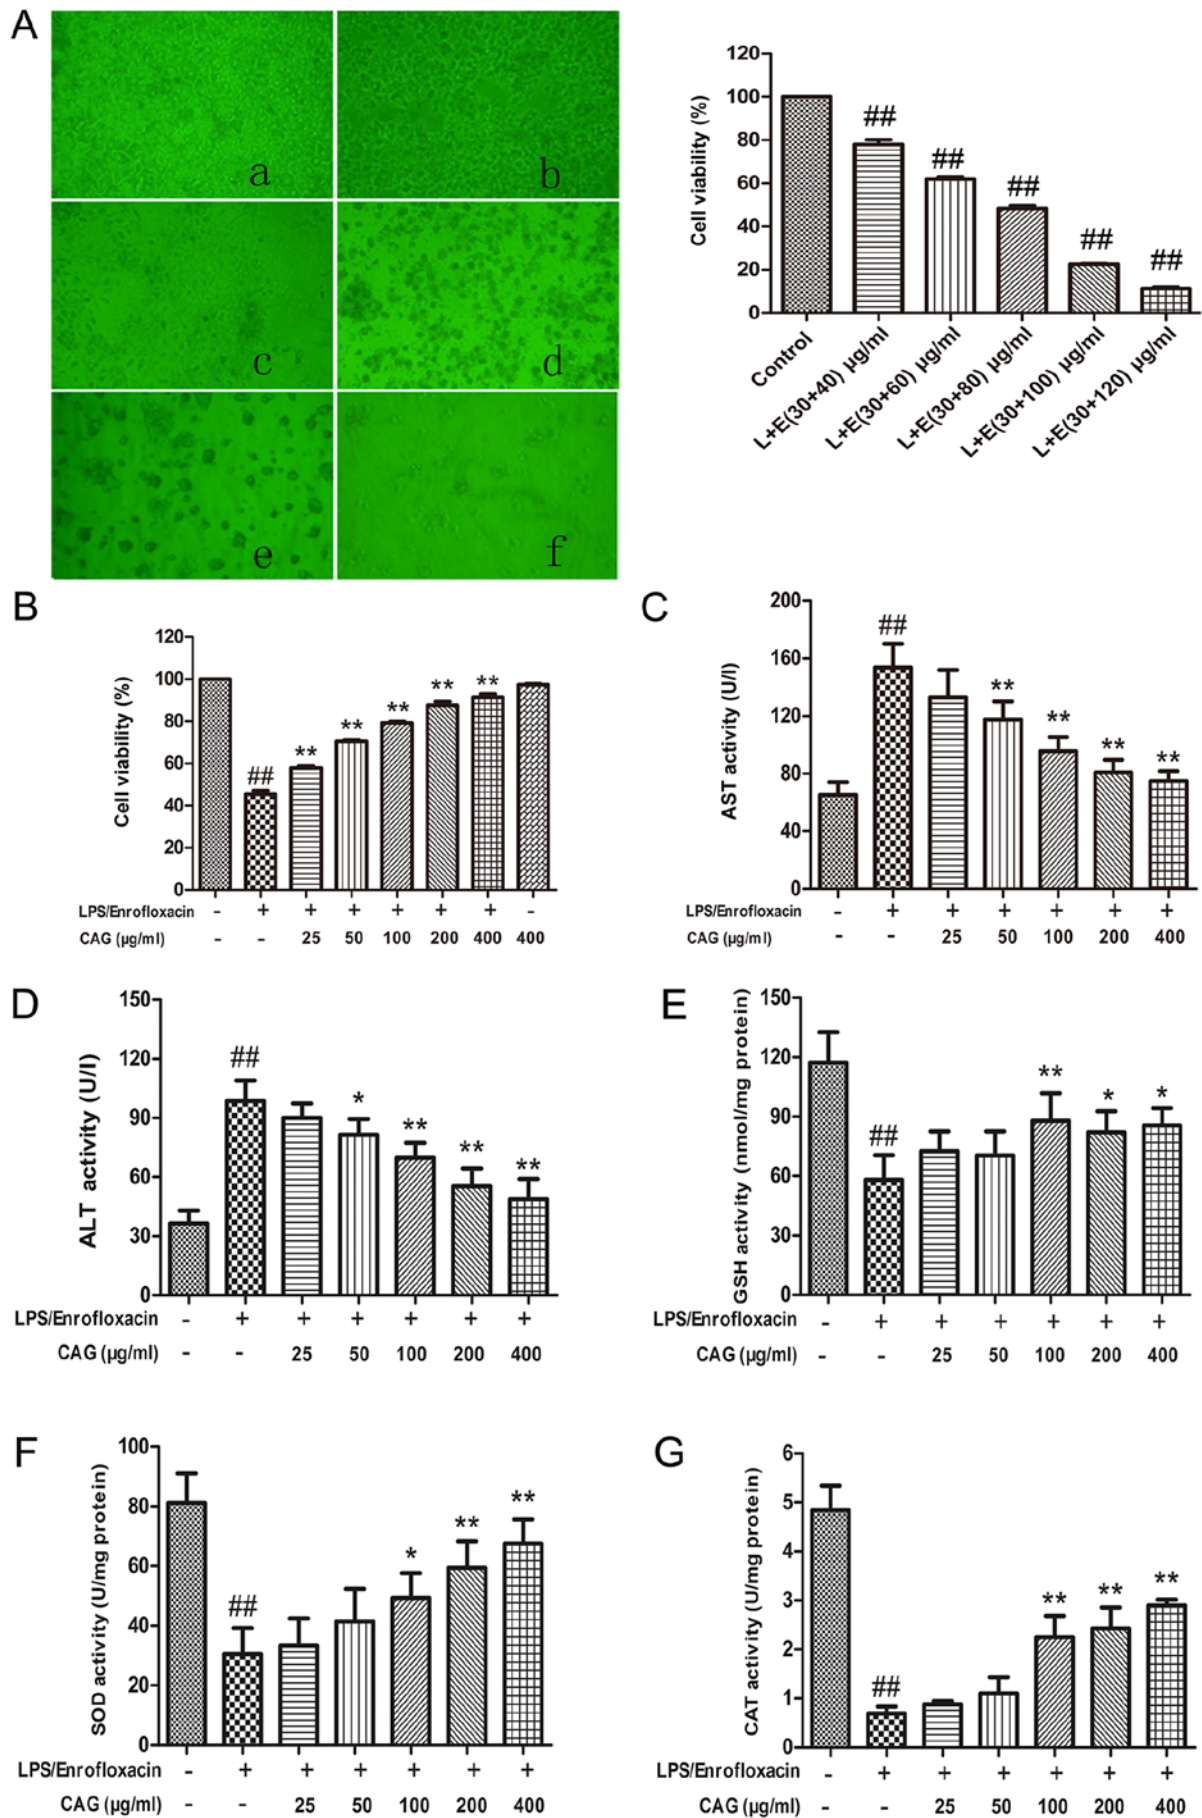 A
a
b
c
d
e
f
Cell viability (%)
120
100
80
60
40
20
0
##
##
##
##
##
Control
L+E(30+40) µg/ml
L+E(30+60) µg/ml
L+E(30+80) µg/ml
L+E(30+100) µg/ml
L+E(30+120) µg/ml
B
Cell viability (%)
120
100
80
60
40
20
0
##
**
**
**
**
**
LPS/Enrofloxacin - + + + + + + -
CAG (µg/ml) - - 25 50 100 200 400 400
C
AST activity (U/l)
200
160
120
80
40
0
##
**
**
**
**
LPS/Enrofloxacin - + + + + + +
CAG (µg/ml) - - 25 50 100 200 400
D
ALT activity (U/l)
150
120
90
60
30
0
##
*
**
**
**
LPS/Enrofloxacin - + + + + + +
CAG (µg/ml) - - 25 50 100 200 400
E
GSH activity (nmol/mg protein)
150
120
90
60
30
0
##
**
*
*
LPS/Enrofloxacin - + + + + + +
CAG (µg/ml) - - 25 50 100 200 400
F
SOD activity (U/mg protein)
100
80
60
40
20
0
##
*
**
**
LPS/Enrofloxacin - + + + + + +
CAG (µg/ml) - - 25 50 100 200 400
G
CAT activity (U/mg protein)
6
5
4
3
2
1
0
##
**
**
**
LPS/Enrofloxacin - + + + + + +
CAG (µg/ml) - - 25 50 100 200 400